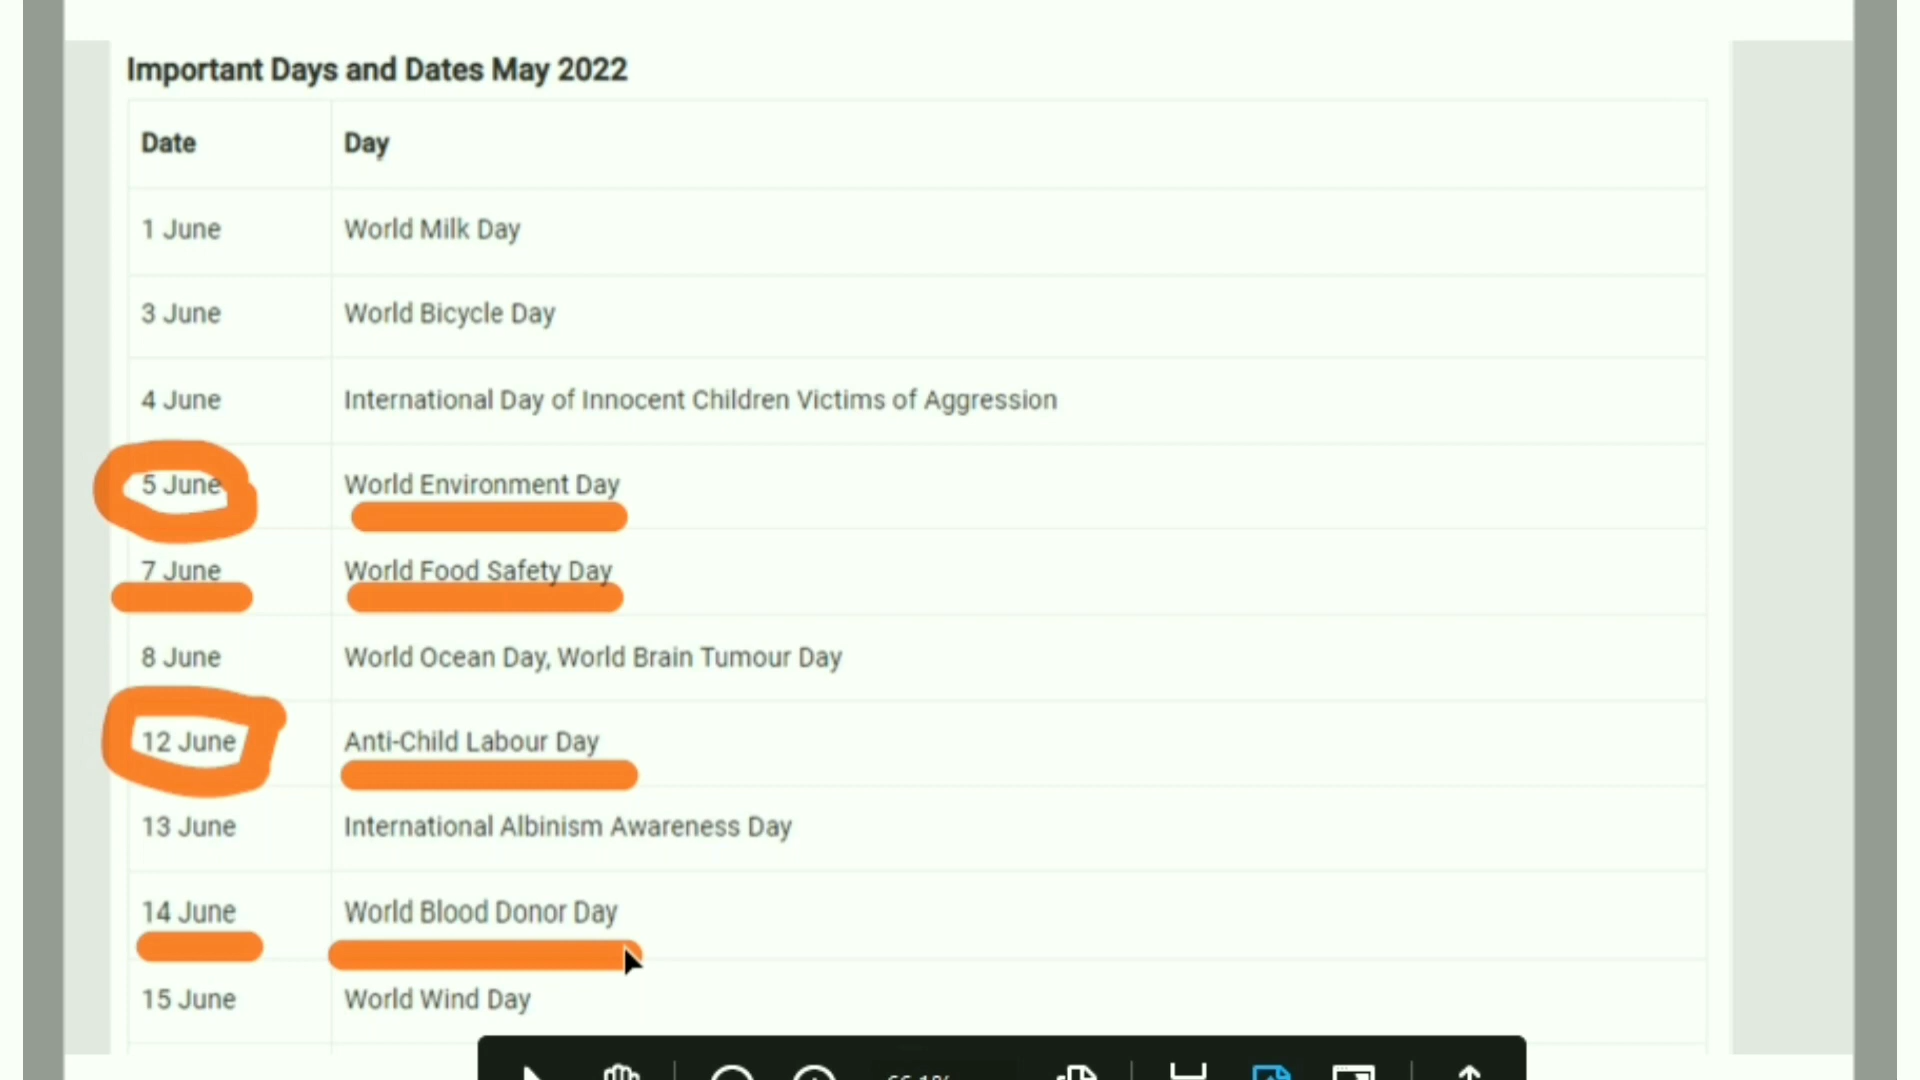 Important Days and Dates May 2022
Date Day
1 June World Milk Day
3 June World Bicycle Day
4 June International Day of Innocent Children Victims of Aggression
5 June World Environment Day
7 June World Food Safety Day
8 June World Ocean Day, World Brain Tumour Day
12 June Anti-Child Labour Day
13 June International Albinism Awareness Day
14 June World Blood Donor Day
15 June World Wind Day